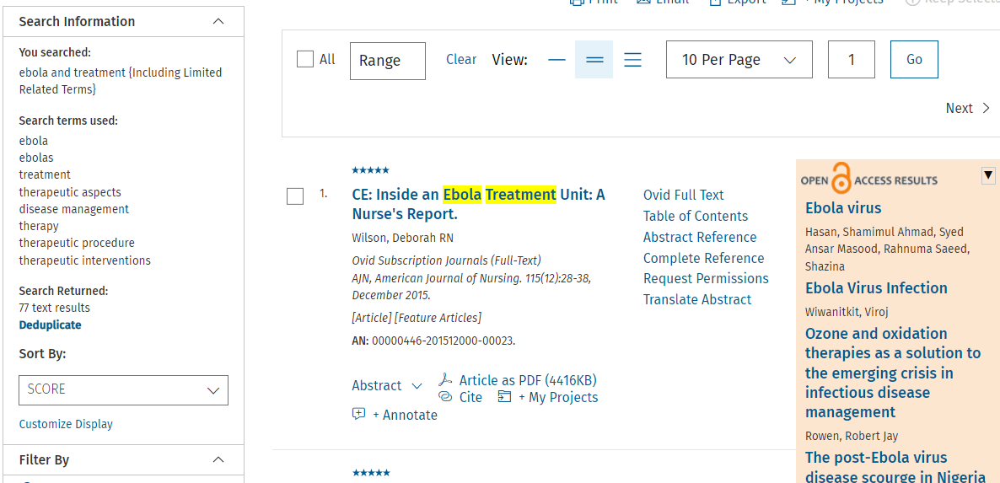 Print Email Export + My Projects Keep Selected
Search Information
You searched:
ebola and treatment {Including Limited
Related Terms}
Search terms used:
ebola
ebolas
treatment
therapeutic aspects
disease management
therapy
therapeutic procedure
therapeutic interventions
Search Returned:
77 text results
Deduplicate
Sort By:
SCORE
Customize Display
Filter By
All Range Clear View: 10 Per Page 1 Go
Next
1.
CE: Inside an Ebola Treatment Unit: A
Nurse's Report.
Wilson, Deborah RN
Ovid Subscription Journals (Full-Text)
AJN, American Journal of Nursing. 115(12):28-38,
December 2015.
[Article] [Feature Articles]
AN: 00000446-201512000-00023.
Abstract
Article as PDF (4416KB)
Cite + My Projects
+ Annotate
Ovid Full Text
Table of Contents
Abstract Reference
Complete Reference
Request Permissions
Translate Abstract
OPEN ACCESS RESULTS
Ebola virus
Hasan, Shamimul Ahmad, Syed
Ansar Masood, Rahnuma Saeed,
Shazina
Ebola Virus Infection
Wiwanitkit, Viroj
Ozone and oxidation
therapies as a solution to
the emerging crisis in
infectious disease
management
Rowen, Robert Jay
The post-Ebola virus
disease scourge in Nigeria